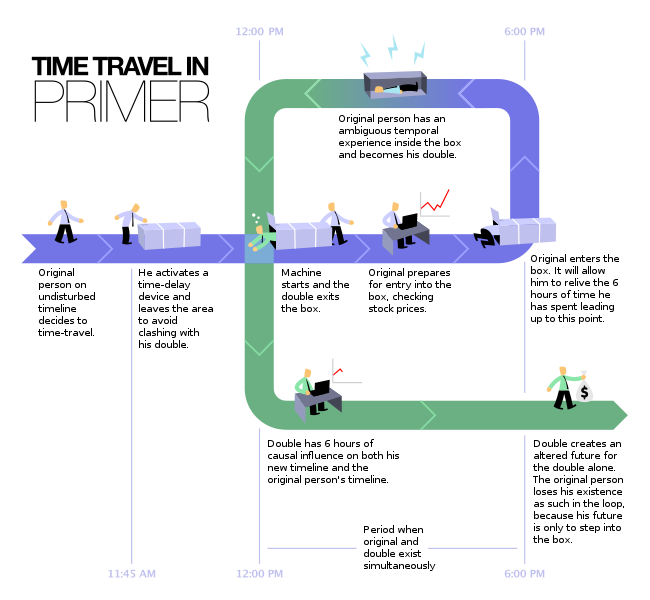 12:00 PM
6:00 PM
TIME TRAVEL IN
PRIMER
Original person has an
ambiguous temporal
experience inside the box
and becomes his double.
Original
person on
undisturbed
timeline
decides to
time-travel.
He activates a
time-delay
device and
leaves the area
to avoid
clashing with
his double.
Machine
starts and the
double exits
the box.
Original prepares
for entry into the
box, checking
stock prices.
Original enters the
box. It will allow
him to relive the 6
hours of time he
has spent leading
up to this point.
Double has 6 hours of
causal influence on both his
new timeline and the
original person's timeline.
$
Double creates an
altered future for
the double alone.
The original person
loses his existence
as such in the loop,
because his future
is only to step into
the box.
Period when
original and
double exist
simultaneously
11:45 AM
12:00 PM
6:00 PM